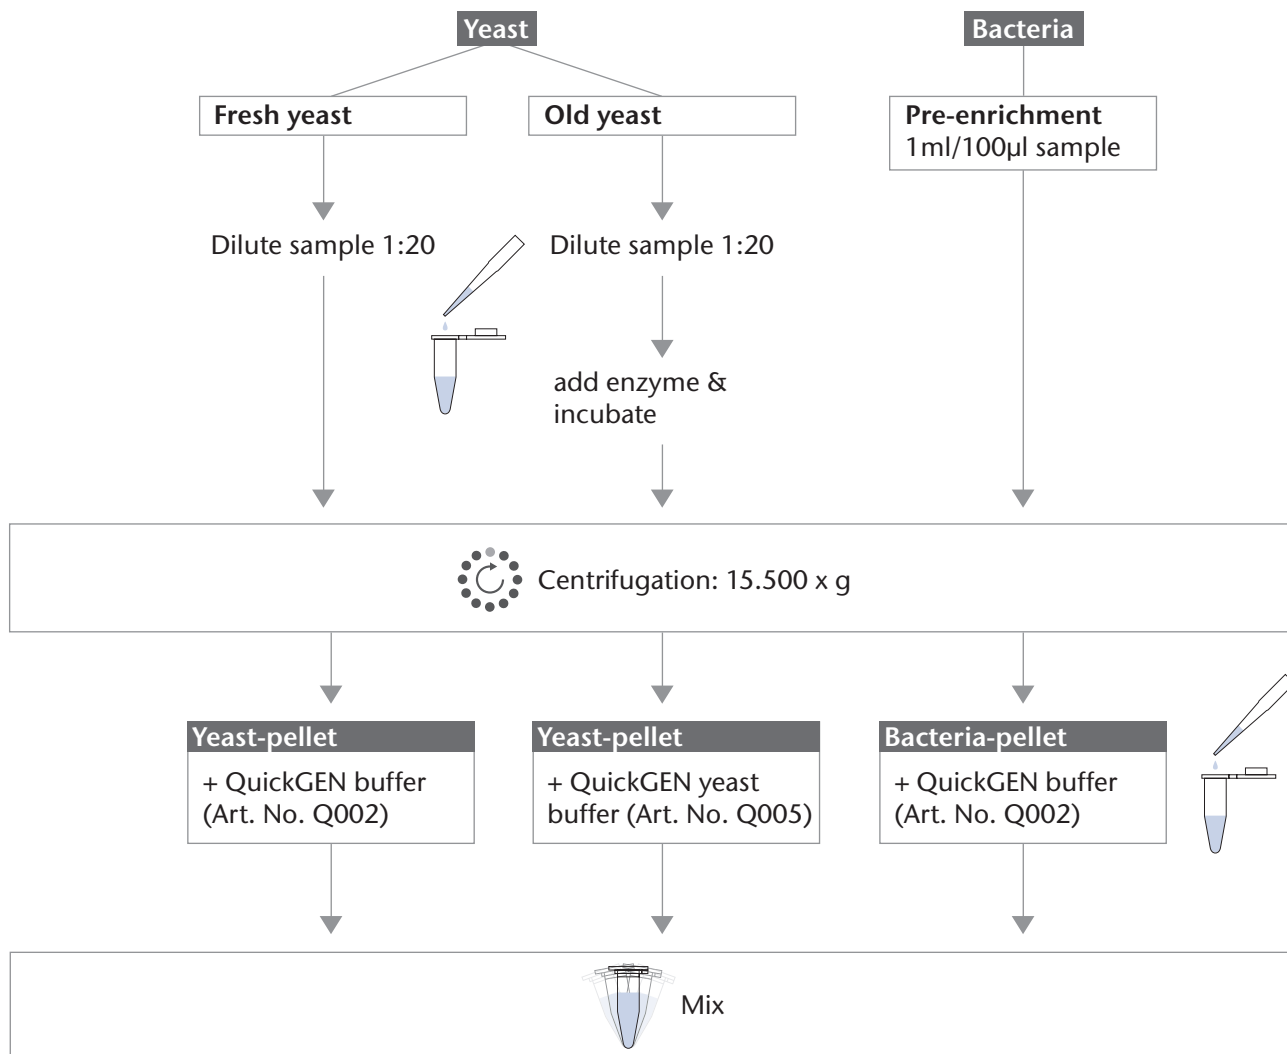 Yeast
Bacteria
Fresh yeast
Old yeast
Pre-enrichment
1ml/100µl sample
Dilute sample 1:20
Dilute sample 1:20
add enzyme &
incubate
Centrifugation: 15.500 x g
Yeast-pellet
+ QuickGEN buffer
(Art. No. Q002)
Yeast-pellet
+ QuickGEN yeast
buffer (Art. No. Q005)
Bacteria-pellet
+ QuickGEN buffer
(Art. No. Q002)
Mix